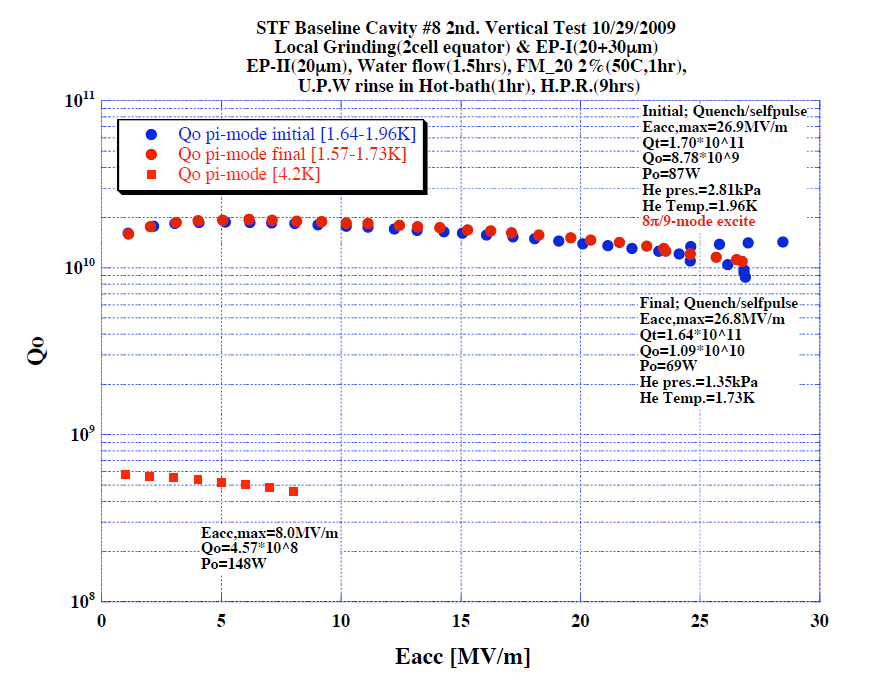 STF Baseline Cavity #8 2nd. Vertical Test 10/29/2009
Local Grinding(2cell equator) & EP-I(20+30μm)
EP-II(20μm), Water flow(1.5hrs), FM_20 2%(50C,1hr),
U.P.W rinse in Hot-bath(1hr), H.P.R.(9hrs)
10^11
Qo pi-mode initial [1.64-1.96K]
Qo pi-mode final [1.57-1.73K]
Qo pi-mode [4.2K]
Initial; Quench/selfpulse
Eacc,max=26.9MV/m
Qt=1.70*10^11
Qo=8.78*10^9
Po=87W
He pres.=2.81kPa
He Temp.=1.96K
8π/9-mode excite
10^10
Final; Quench/selfpulse
Eacc,max=26.8MV/m
Qt=1.64*10^11
Qo=1.09*10^10
Po=69W
He pres.=1.35kPa
He Temp.=1.73K
Qo
10^9
Eacc,max=8.0MV/m
Qo=4.57*10^8
Po=148W
10^8
0 5 10 15 20 25 30
Eacc [MV/m]